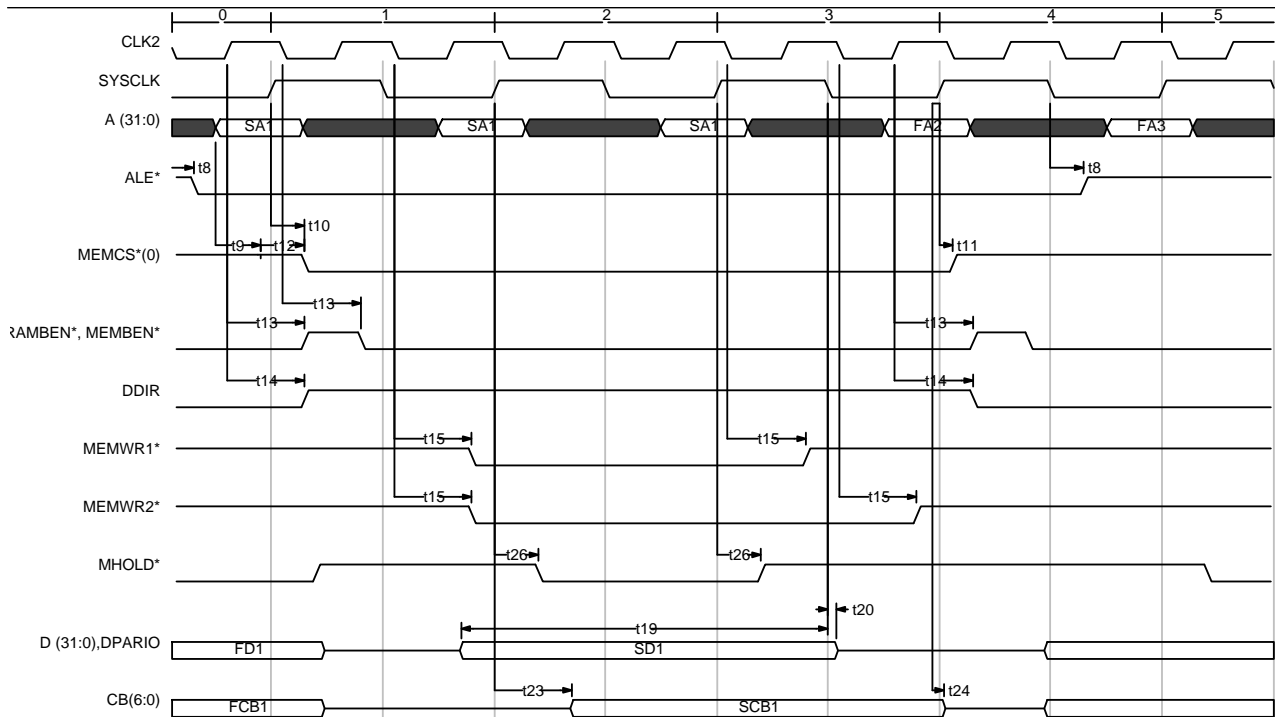 0 1 2 3 4 5
CLK2
SYSCLK
A (31:0) SA1 SA1 SA1 FA2 FA3
t8 t8
ALE*
t10
t9 t12 t11
MEMCS*(0)
t13
t13 t13
RAMBEN*, MEMBEN*
t14 t14
DDIR
t15 t15
MEMWR1*
t15 t15
MEMWR2*
t26 t26
MHOLD*
t20
t19
D (31:0),DPARIO FD1 SD1
t23 t24
CB(6:0) FCB1 SCB1